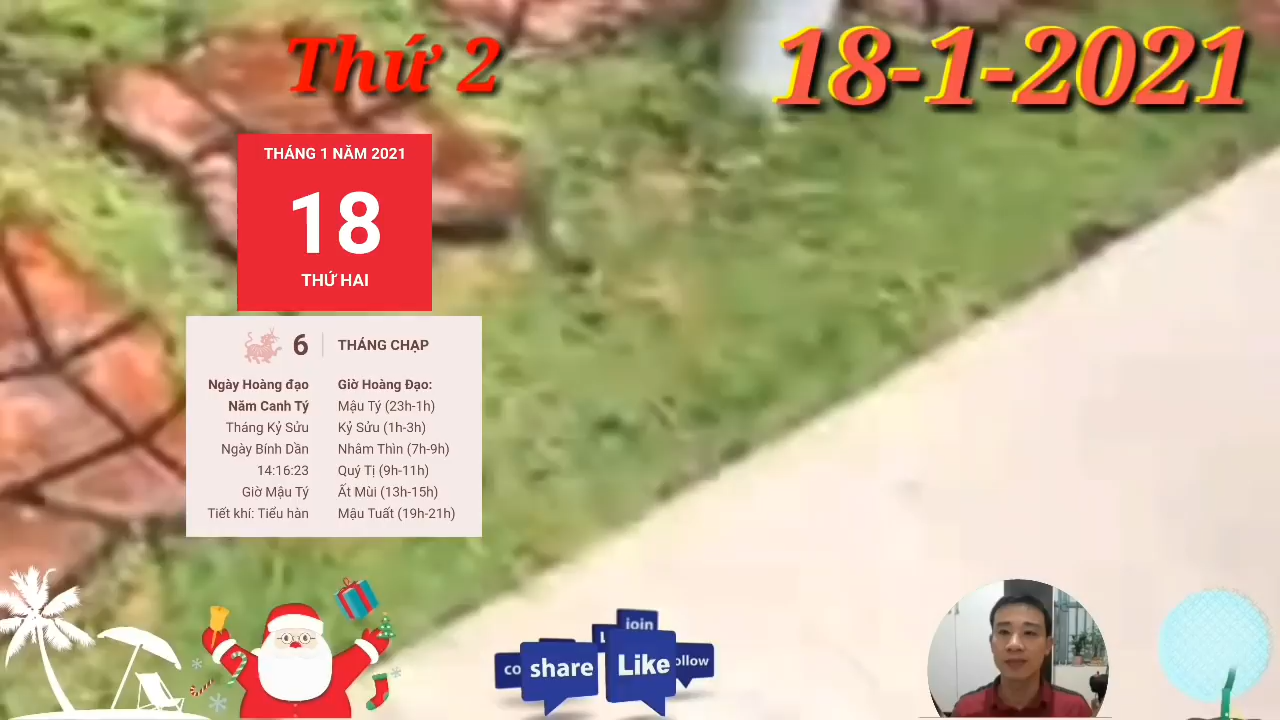 Thứ 2
18-1-2021
THÁNG 1 NĂM 2021
18
THỨ HAI
6
THÁNG CHẠP
Ngày Hoàng đạo
Năm Canh Tý
Tháng Kỷ Sửu
Ngày Bính Dần
14:16:23
Giờ Mậu Tý
Tiết khí: Tiểu hàn
Giờ Hoàng Đạo:
Mậu Tý (23h-1h)
Kỷ Sửu (1h-3h)
Nhâm Thìn (7h-9h)
Quý Tị (9h-11h)
Ất Mùi (13h-15h)
Mậu Tuất (19h-21h)
join
co
share
Like
ollow